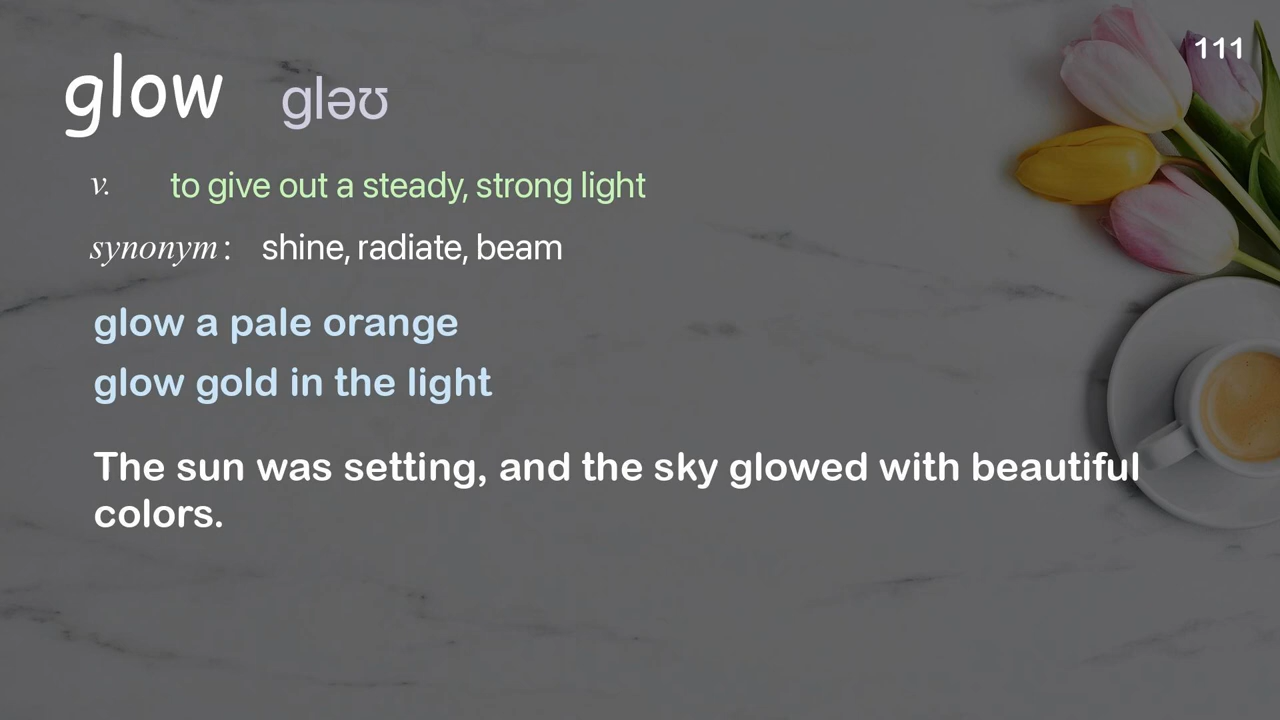 111
glow gləʊ
v. to give out a steady, strong light
synonym: shine, radiate, beam
glow a pale orange
glow gold in the light
The sun was setting, and the sky glowed with beautiful
colors.